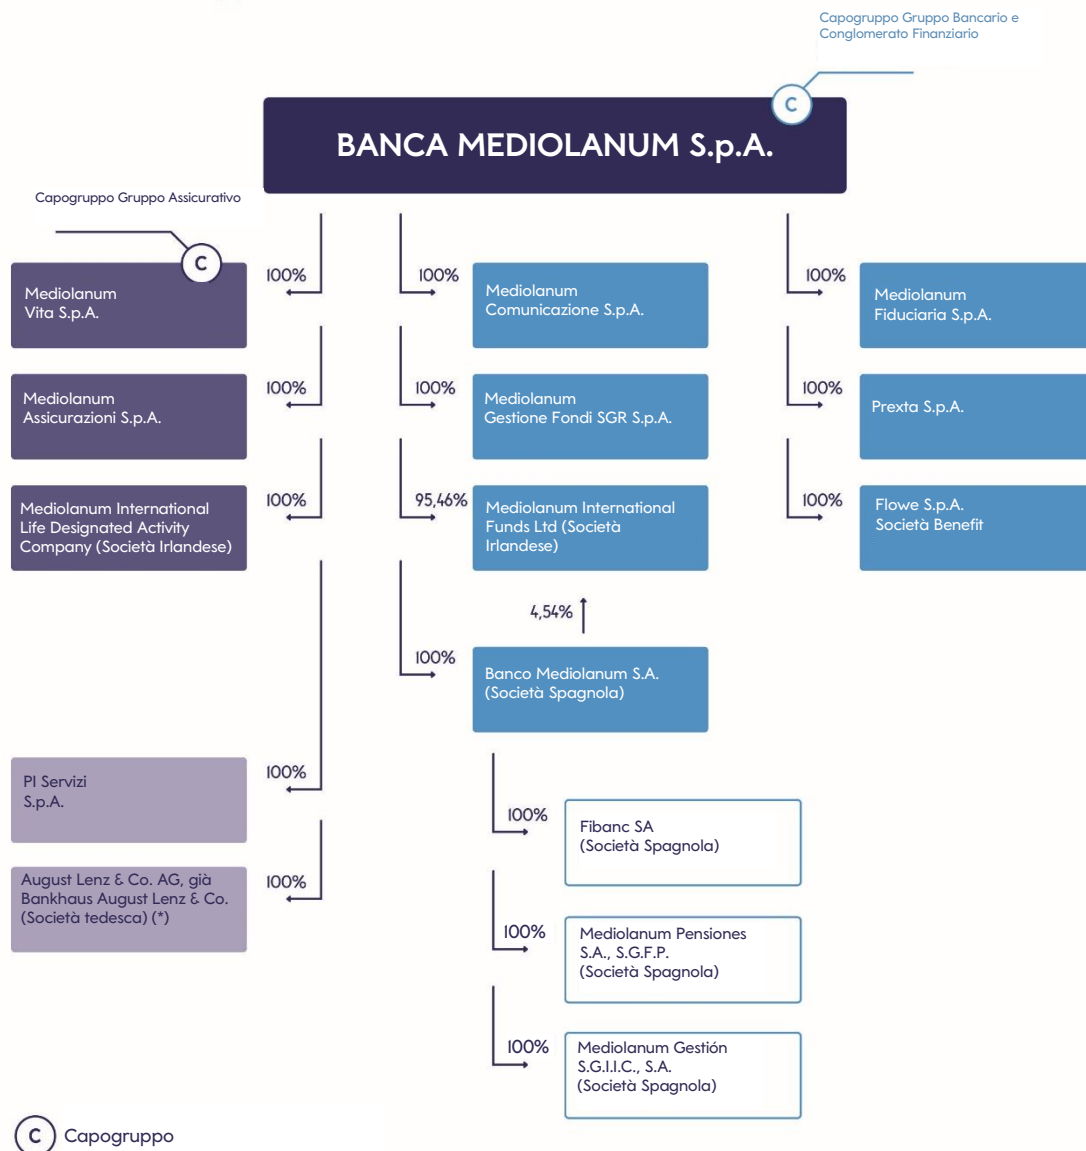 Capogruppo Gruppo Bancario e
Conglomerato Finanziario
C
BANCA MEDIOLANUM S.p.A.
Capogruppo Gruppo Assicurativo
C
Mediolanum
Vita S.p.A.
100%
100%
Mediolanum
Comunicazione S.p.A.
100%
Mediolanum
Fiduciaria S.p.A.
Mediolanum
Assicurazioni S.p.A.
100%
100%
Mediolanum
Gestione Fondi SGR S.p.A.
100%
Prexta S.p.A.
Mediolanum International
Life Designated Activity
Company (Società Irlandese)
100%
95,46%
Mediolanum International
Funds Ltd (Società
Irlandese)
100%
Flowe S.p.A.
Società Benefit
4,54%
100%
Banco Mediolanum S.A.
(Società Spagnola)
PI Servizi
S.p.A.
100%
100%
Fibanc SA
(Società Spagnola)
August Lenz & Co. AG, già
Bankhaus August Lenz & Co.
(Società tedesca) (*)
100%
100%
Mediolanum Pensiones
S.A., S.G.F.P.
(Società Spagnola)
100%
Mediolanum Gestión
S.G.I.I.C., S.A.
(Società Spagnola)
C Capogruppo